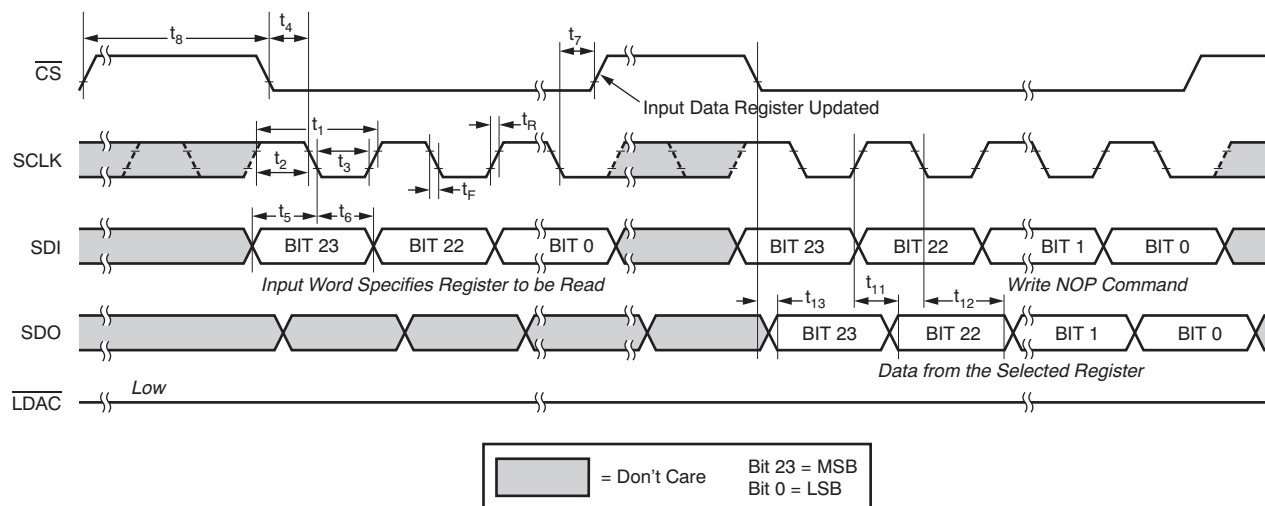 t8 t4 t7
CS
Input Data Register Updated
t1 tR
SCLK
t2 t3
tF
t5 t6
SDI BIT 23 BIT 22 BIT 0 BIT 23 BIT 22 BIT 1 BIT 0
Input Word Specifies Register to be Read Write NOP Command
t13 t11 t12
SDO BIT 23 BIT 22 BIT 1 BIT 0
Data from the Selected Register
Low
LDAC
= Don't Care Bit 23 = MSB
Bit 0 = LSB